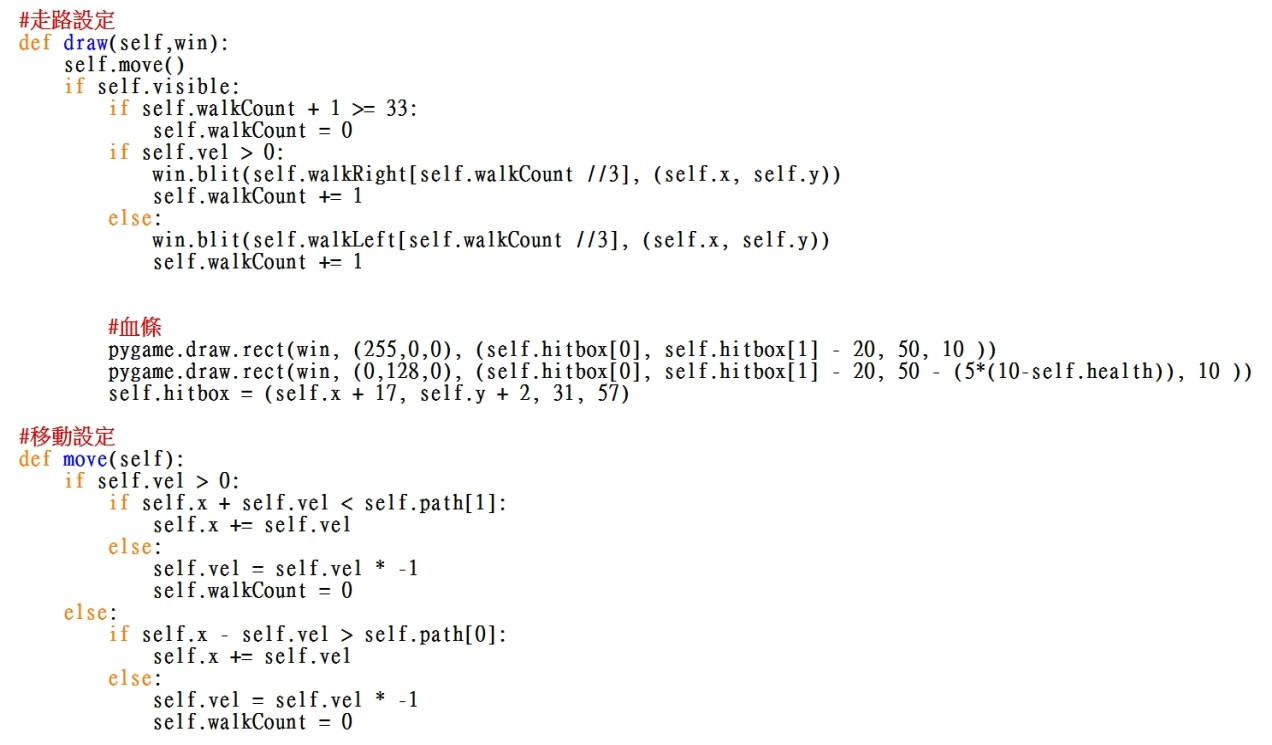 #走路設定
def draw(self,win):
    self.move()
    if self.visible:
        if self.walkCount + 1 >= 33:
            self.walkCount = 0
        if self.vel > 0:
            win.blit(self.walkRight[self.walkCount //3], (self.x, self.y))
            self.walkCount += 1
        else:
            win.blit(self.walkLeft[self.walkCount //3], (self.x, self.y))
            self.walkCount += 1
        #血條
        pygame.draw.rect(win, (255,0,0), (self.hitbox[0], self.hitbox[1] - 20, 50, 10 ))
        pygame.draw.rect(win, (0,128,0), (self.hitbox[0], self.hitbox[1] - 20, 50 - (5*(10-self.health)), 10 ))
        self.hitbox = (self.x + 17, self.y + 2, 31, 57)
#移動設定
def move(self):
    if self.vel > 0:
        if self.x + self.vel < self.path[1]:
            self.x += self.vel
        else:
            self.vel = self.vel * -1
            self.walkCount = 0
    else:
        if self.x - self.vel > self.path[0]:
            self.x += self.vel
        else:
            self.vel = self.vel * -1
            self.walkCount = 0